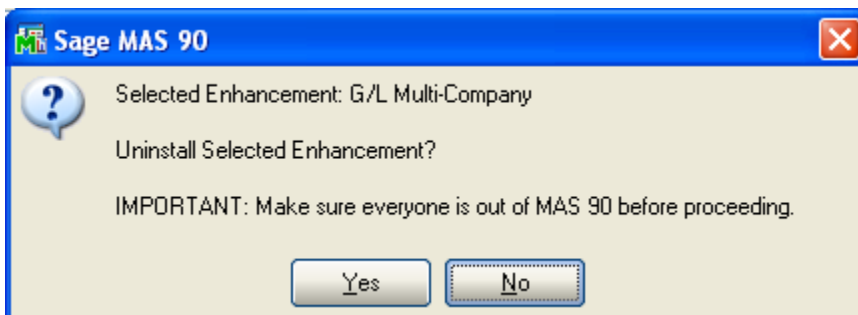 Sage MAS 90
Selected Enhancement: G/L Multi-Company
Uninstall Selected Enhancement?
IMPORTANT: Make sure everyone is out of MAS 90 before proceeding.
Yes No